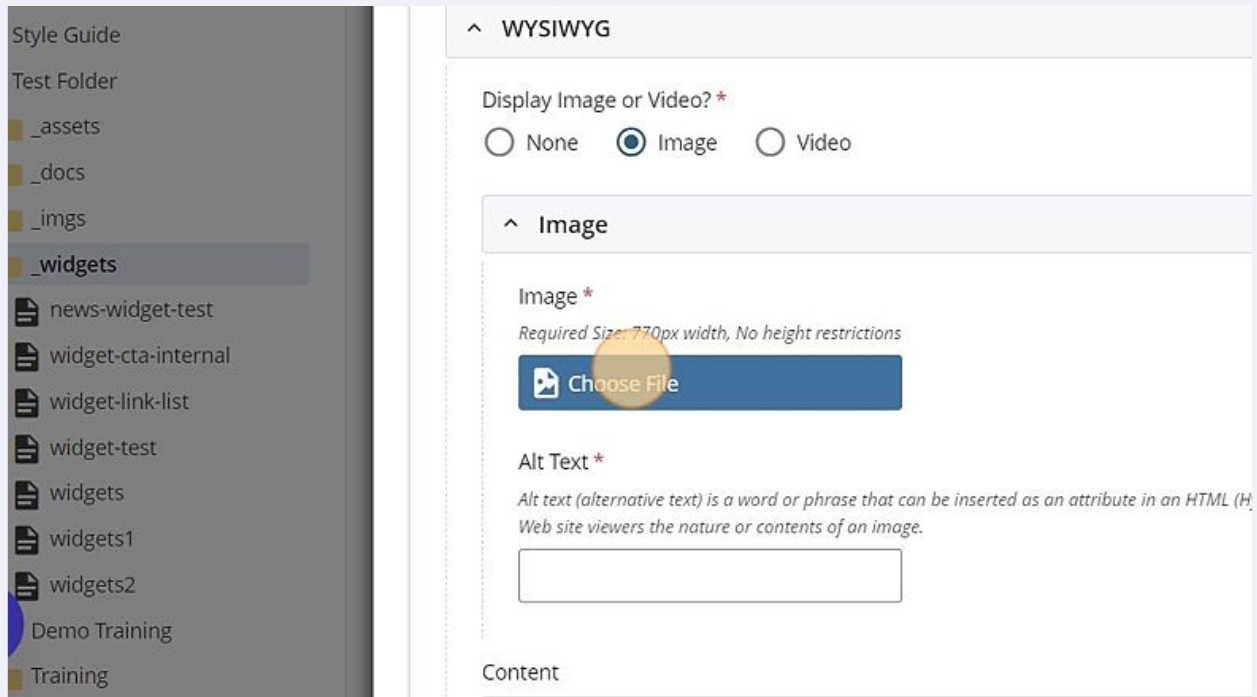 Style Guide
Test Folder
_assets
_docs
_imgs
_widgets
news-widget-test
widget-cta-internal
widget-link-list
widget-test
widgets
widgets1
widgets2
Demo Training
Training
WYSIWYG
Display Image or Video? *
None Image Video
Image
Image *
Required Size: 770px width, No height restrictions
Choose File
Alt Text *
Alt text (alternative text) is a word or phrase that can be inserted as an attribute in an HTML
Web site viewers the nature or contents of an image.
Content